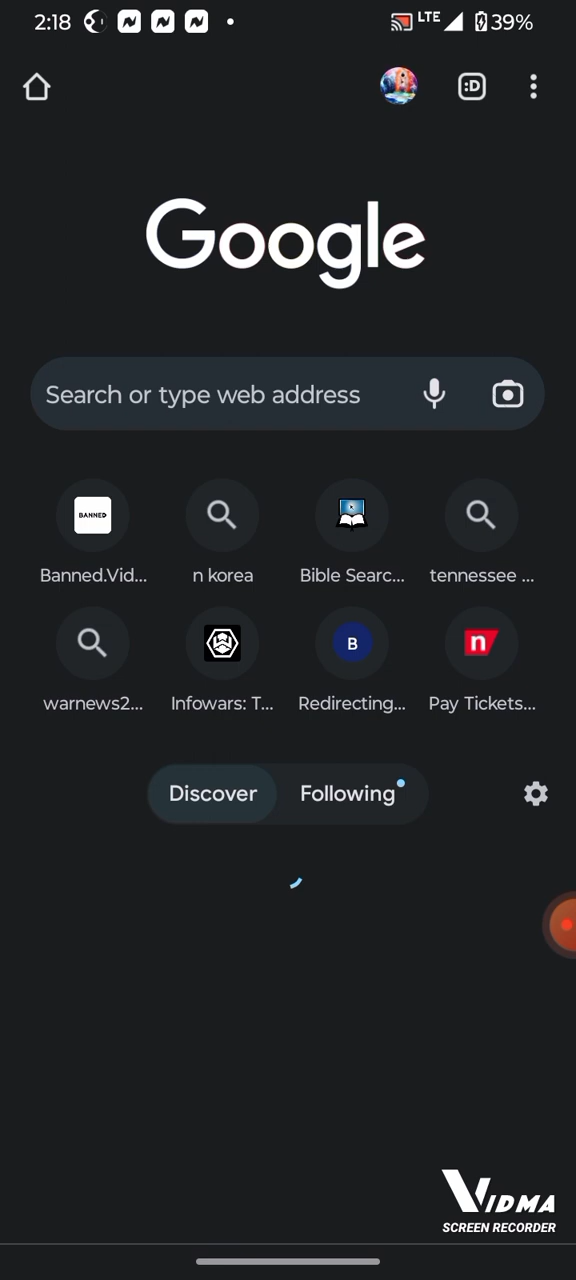 2:18 LTE 39%
:D
Google
Search or type web address
BANNED
Banned.Vid... n korea Bible Searc... tennessee ...
B n
warnews2... Infowars: T... Redirecting... Pay Tickets...
Discover Following
VIDMA
SCREEN RECORDER